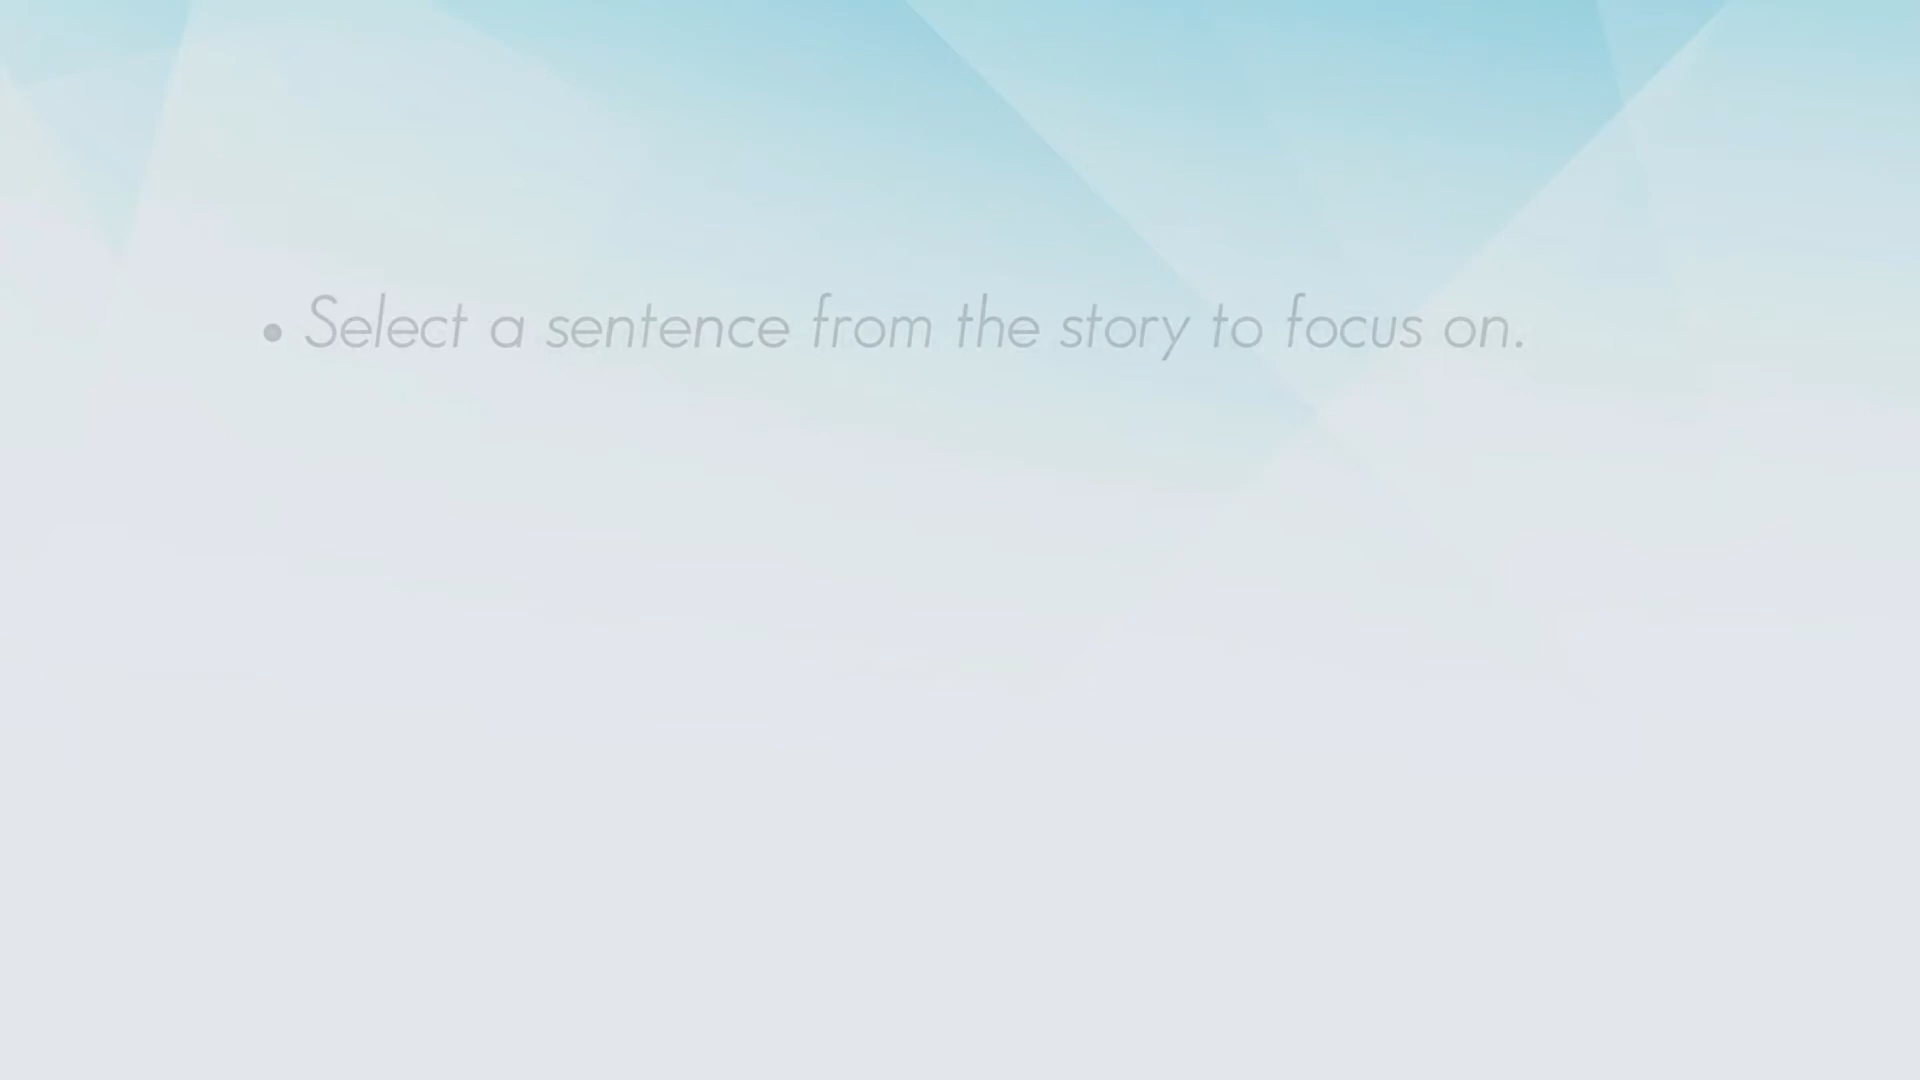 • Select a sentence from the story to focus on.